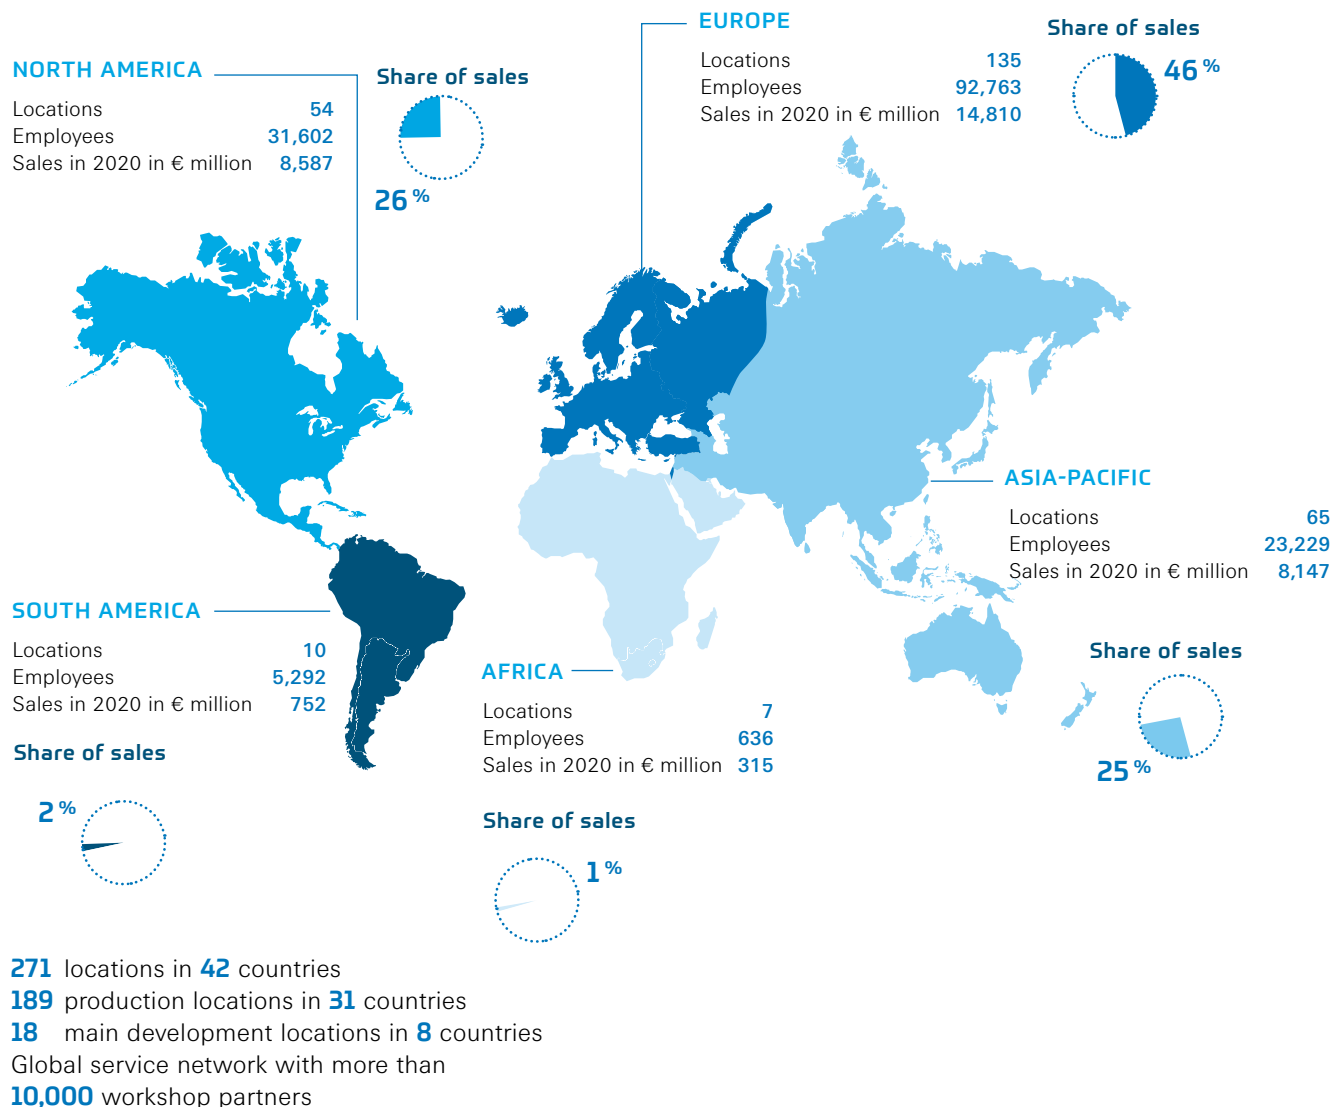 NORTH AMERICA
Locations 54
Employees 31,602
Sales in 2020 in € million 8,587
Share of sales
26 %
EUROPE
Locations 135
Employees 92,763
Sales in 2020 in € million 14,810
Share of sales
46 %
ASIA-PACIFIC
Locations 65
Employees 23,229
Sales in 2020 in € million 8,147
Share of sales
25 %
SOUTH AMERICA
Locations 10
Employees 5,292
Sales in 2020 in € million 752
Share of sales
2 %
AFRICA
Locations 7
Employees 636
Sales in 2020 in € million 315
Share of sales
1 %
271 locations in 42 countries
189 production locations in 31 countries
18 main development locations in 8 countries
Global service network with more than
10,000 workshop partners